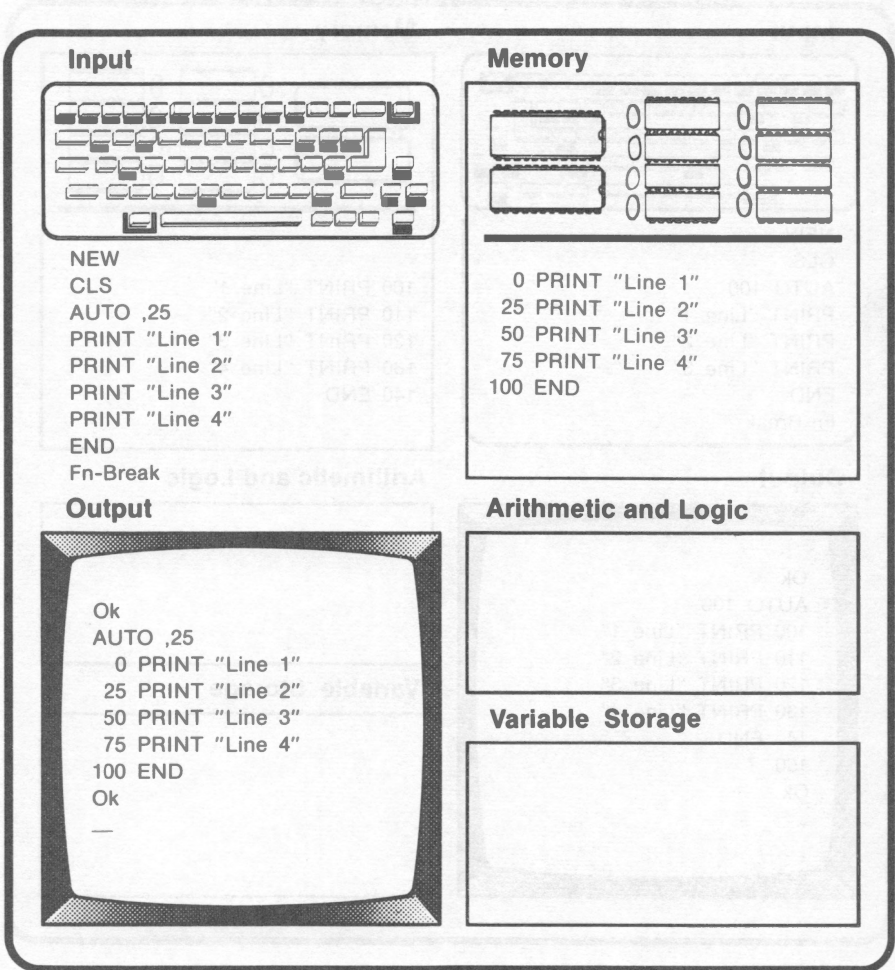 Input
NEW
CLS
AUTO ,25
PRINT "Line 1"
PRINT "Line 2"
PRINT "Line 3"
PRINT "Line 4"
END
Fn-Break
Memory
0 PRINT "Line 1"
25 PRINT "Line 2"
50 PRINT "Line 3"
75 PRINT "Line 4"
100 END
Output
Ok
AUTO ,25
0 PRINT "Line 1"
25 PRINT "Line 2"
50 PRINT "Line 3"
75 PRINT "Line 4"
100 END
Ok
—
Arithmetic and Logic
Variable Storage